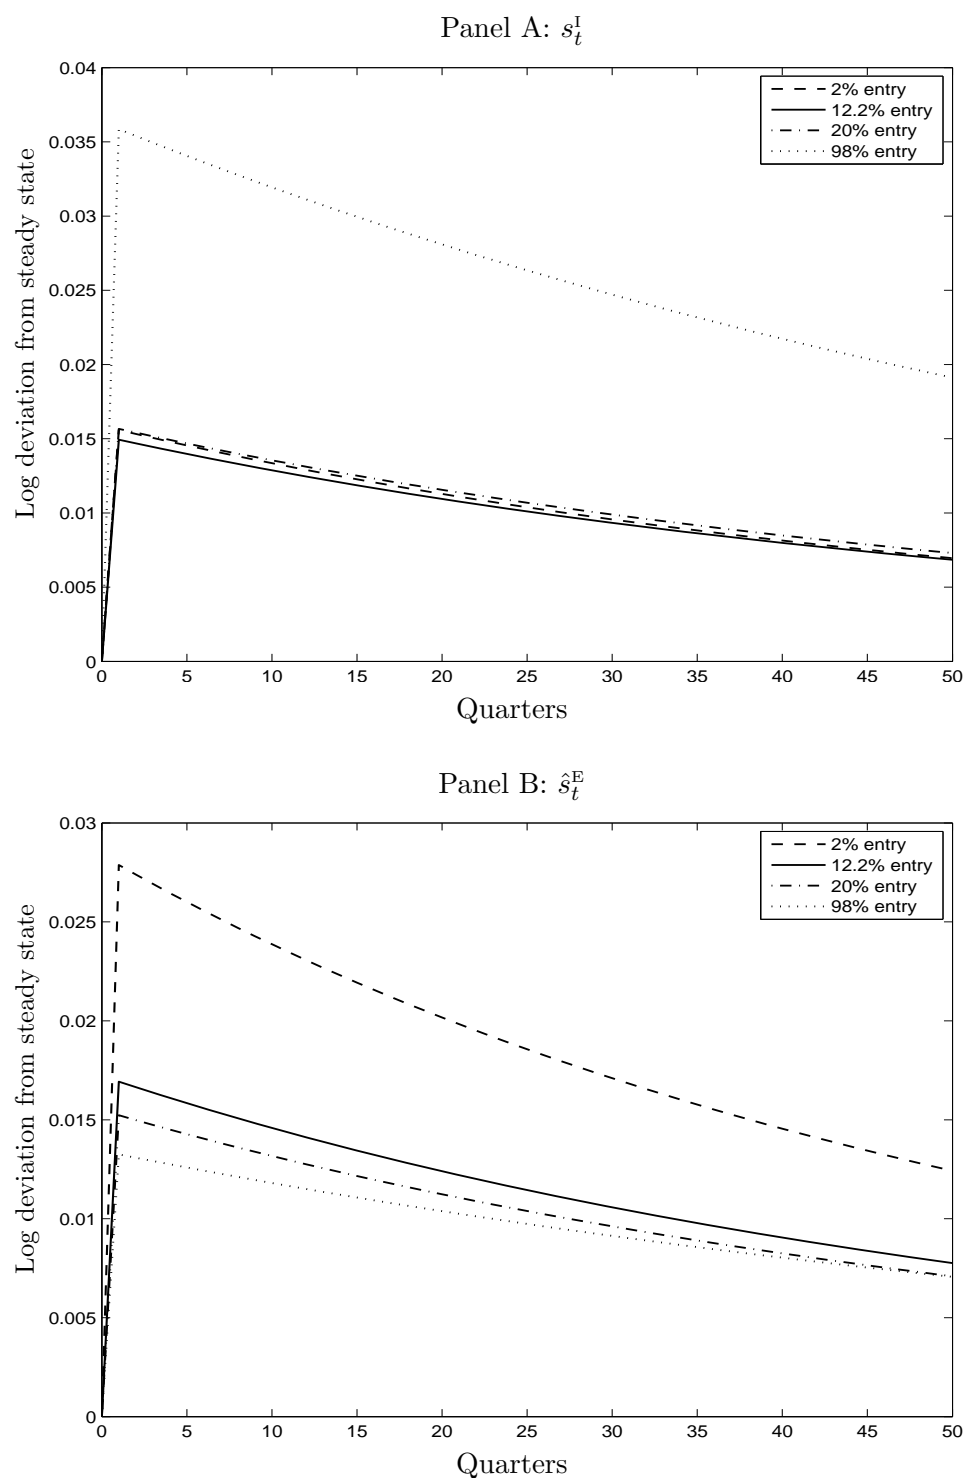 Panel A: $s_t^{\mathrm{I}}$
0.04
0.035
0.03
0.025
0.02
0.015
0.01
0.005
0
Log deviation from steady state
2% entry
12.2% entry
20% entry
98% entry
0 5 10 15 20 25 30 35 40 45 50
Quarters
Panel B: $\hat{s}_t^{\mathrm{E}}$
0.03
0.025
0.02
0.015
0.01
0.005
0
Log deviation from steady state
2% entry
12.2% entry
20% entry
98% entry
0 5 10 15 20 25 30 35 40 45 50
Quarters